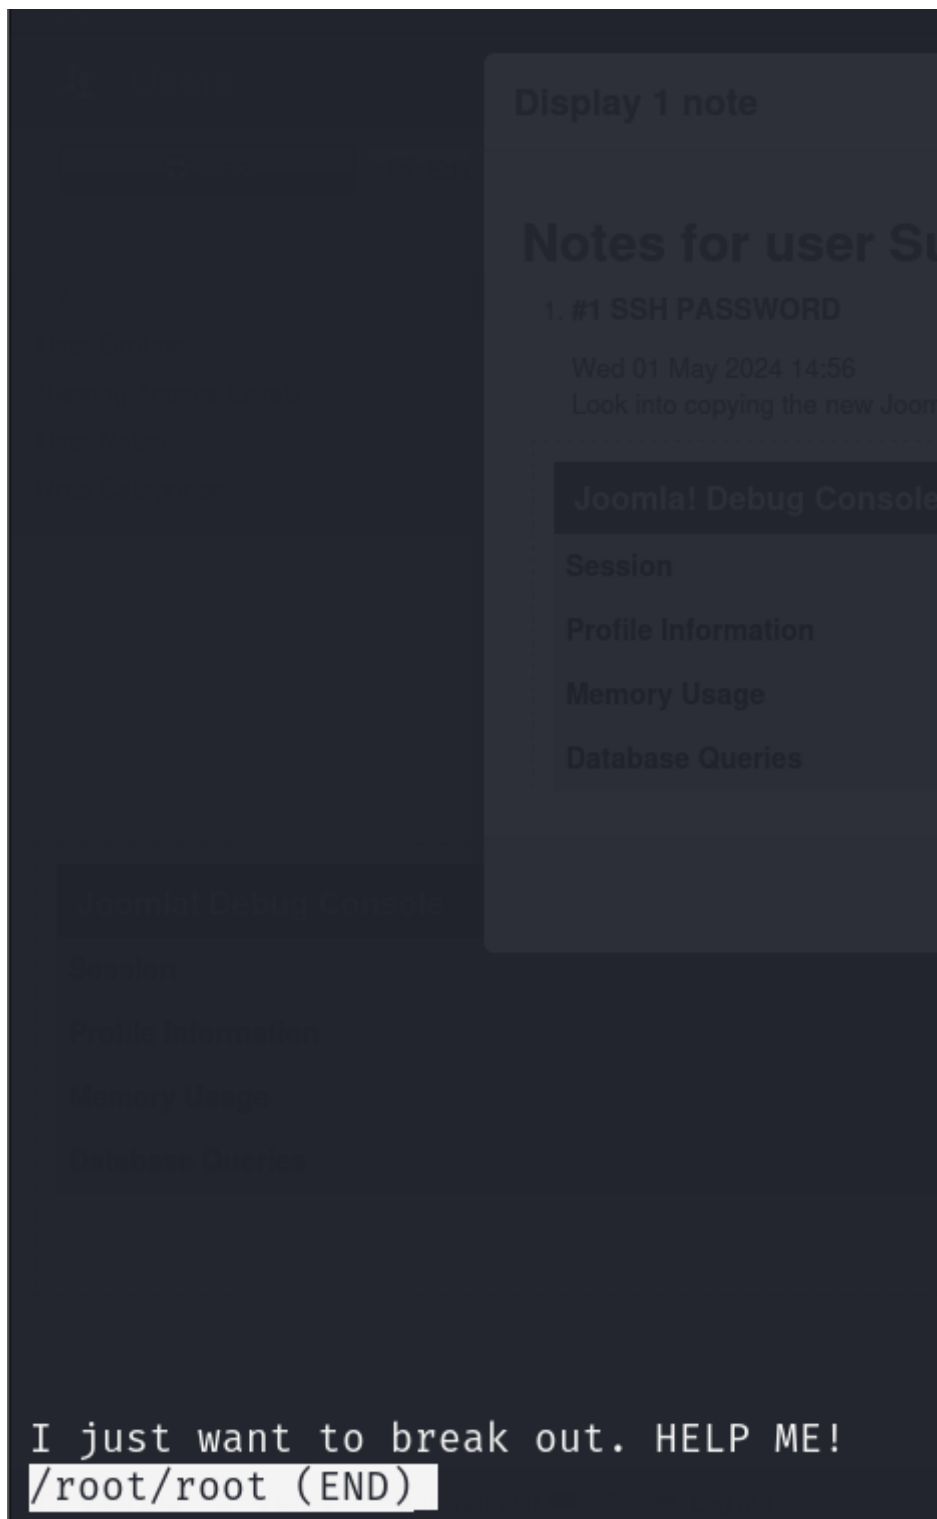 Display 1 note
Notes for user Su
1. #1 SSH PASSWORD
Wed 01 May 2024 14:56
Look into copying the new Joom
Joomla! Debug Console
Session
Profile Information
Memory Usage
Database Queries
Joomla! Debug Console
Session
Profile Information
Memory Usage
Database Queries
I just want to break out. HELP ME!
/root/root (END)